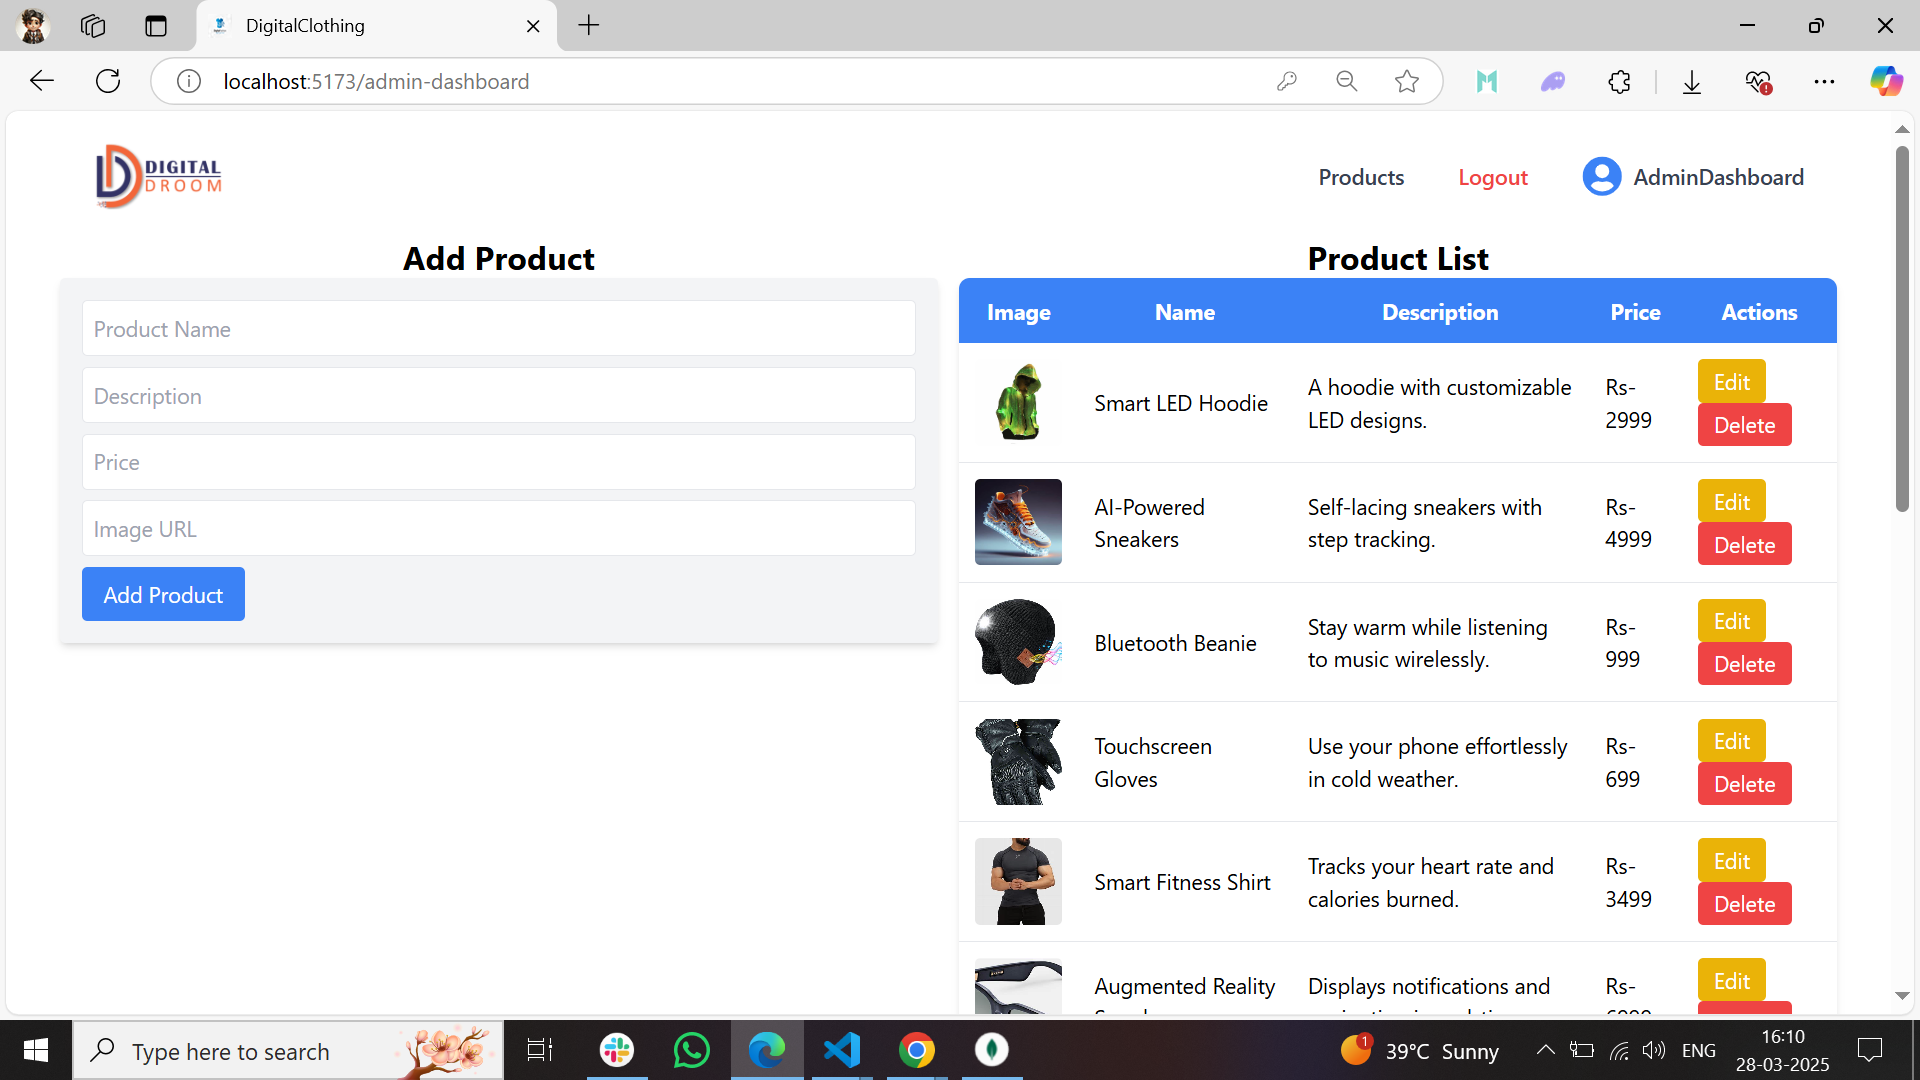 DigitalClothing
localhost:5173/admin-dashboard
DIGITAL
DROOM
Products
Logout
AdminDashboard
Add Product
Product Name
Description
Price
Image URL
Add Product
Product List
Image Name Description Price Actions
Smart LED Hoodie
A hoodie with customizable
LED designs.
Rs-
2999
Edit
Delete
AI-Powered
Sneakers
Self-lacing sneakers with
step tracking.
Rs-
4999
Edit
Delete
Bluetooth Beanie
Stay warm while listening
to music wirelessly.
Rs-
999
Edit
Delete
Touchscreen
Gloves
Use your phone effortlessly
in cold weather.
Rs-
699
Edit
Delete
Smart Fitness Shirt
Tracks your heart rate and
calories burned.
Rs-
3499
Edit
Delete
Augmented Reality
Displays notifications and
Rs-
Edit
Type here to search
1
39°C Sunny
ENG
16:10
28-03-2025